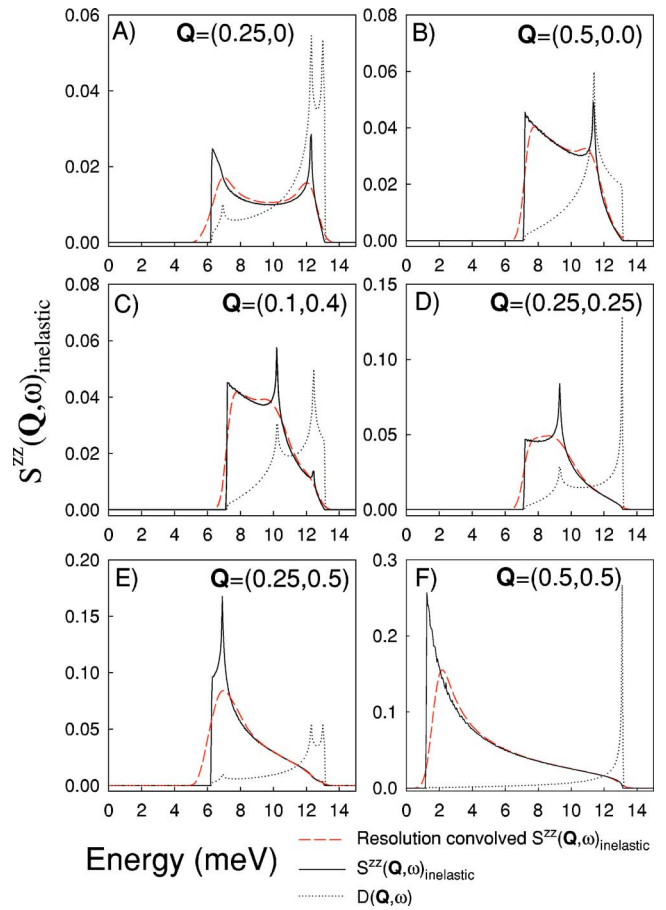 A) Q=(0.25,0)
0.06
0.04
0.02
0.00
0 2 4 6 8 10 12 14
B) Q=(0.5,0.0)
0.08
0.06
0.04
0.02
0.00
0 2 4 6 8 10 12 14
C) Q=(0.1,0.4)
0.08
0.06
0.04
0.02
0.00
0 2 4 6 8 10 12 14
D) Q=(0.25,0.25)
0.15
0.10
0.05
0.00
0 2 4 6 8 10 12 14
E) Q=(0.25,0.5)
0.20
0.15
0.10
0.05
0.00
0 2 4 6 8 10 12 14
F) Q=(0.5,0.5)
0.3
0.2
0.1
0.0
0 2 4 6 8 10 12 14
S^zz(Q,ω)inelastic
Energy (meV)
Resolution convolved S^zz(Q,ω)inelastic
S^zz(Q,ω)inelastic
D(Q,ω)